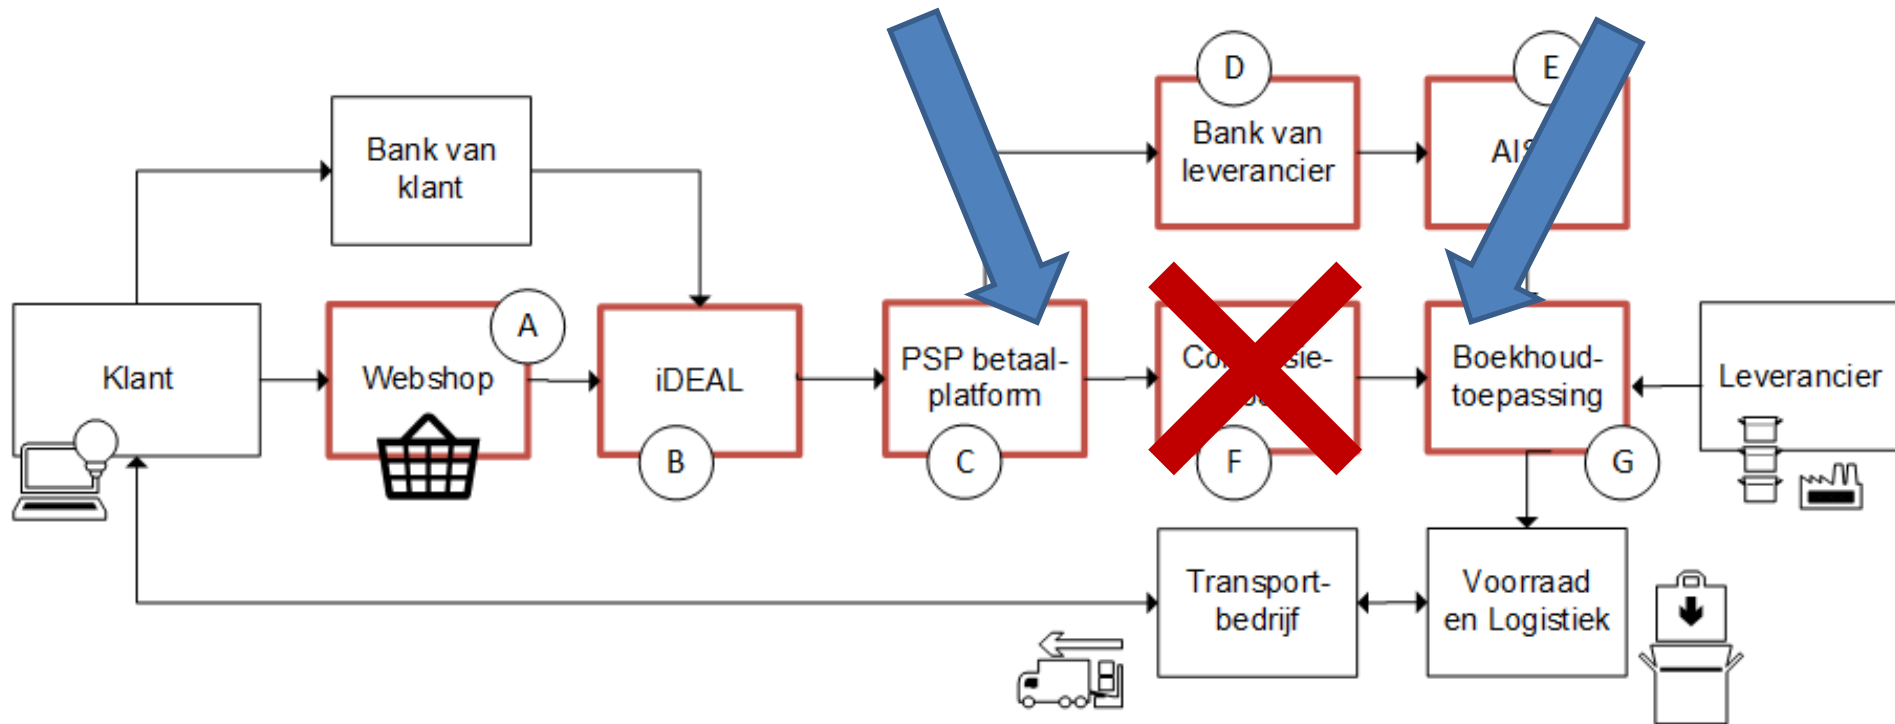 D
E
Bank van
klant
Bank van
leverancier
A
Klant
Webshop
iDEAL
PSP betaal-
platform
Boekhoud-
toepassing
Leverancier
B
C
F
G
Transport-
bedrijf
Voorraad
en Logistiek